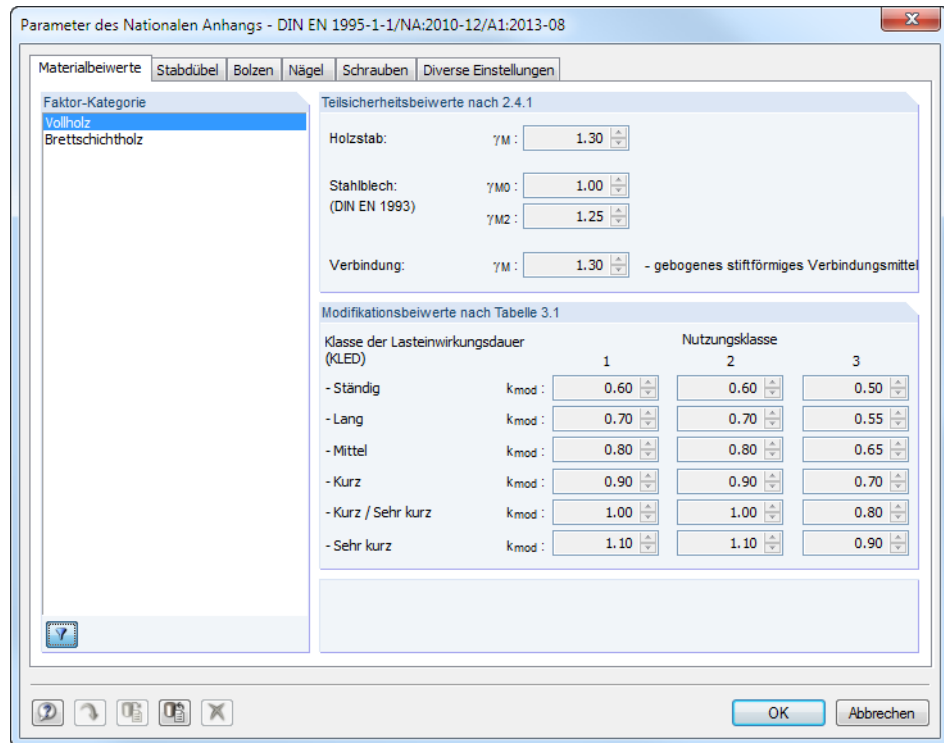 Parameter des Nationalen Anhangs - DIN EN 1995-1-1/NA:2010-12/A1:2013-08
Materialbeiwerte Stabdübel Bolzen Nägel Schrauben Diverse Einstellungen
Faktor-Kategorie
Vollholz
Brettschichtholz
Teilsicherheitsbeiwerte nach 2.4.1
Holzstab: γM : 1.30
Stahlblech: γM0 : 1.00
(DIN EN 1993)
γM2 : 1.25
Verbindung: γM : 1.30 - gebogenes stiftförmiges Verbindungsmittel
Modifikationsbeiwerte nach Tabelle 3.1
Klasse der Lasteinwirkungsdauer
(KLED)
Nutzungsklasse
1 2 3
- Ständig kmod : 0.60 0.60 0.50
- Lang kmod : 0.70 0.70 0.55
- Mittel kmod : 0.80 0.80 0.65
- Kurz kmod : 0.90 0.90 0.70
- Kurz / Sehr kurz kmod : 1.00 1.00 0.80
- Sehr kurz kmod : 1.10 1.10 0.90
OK Abbrechen